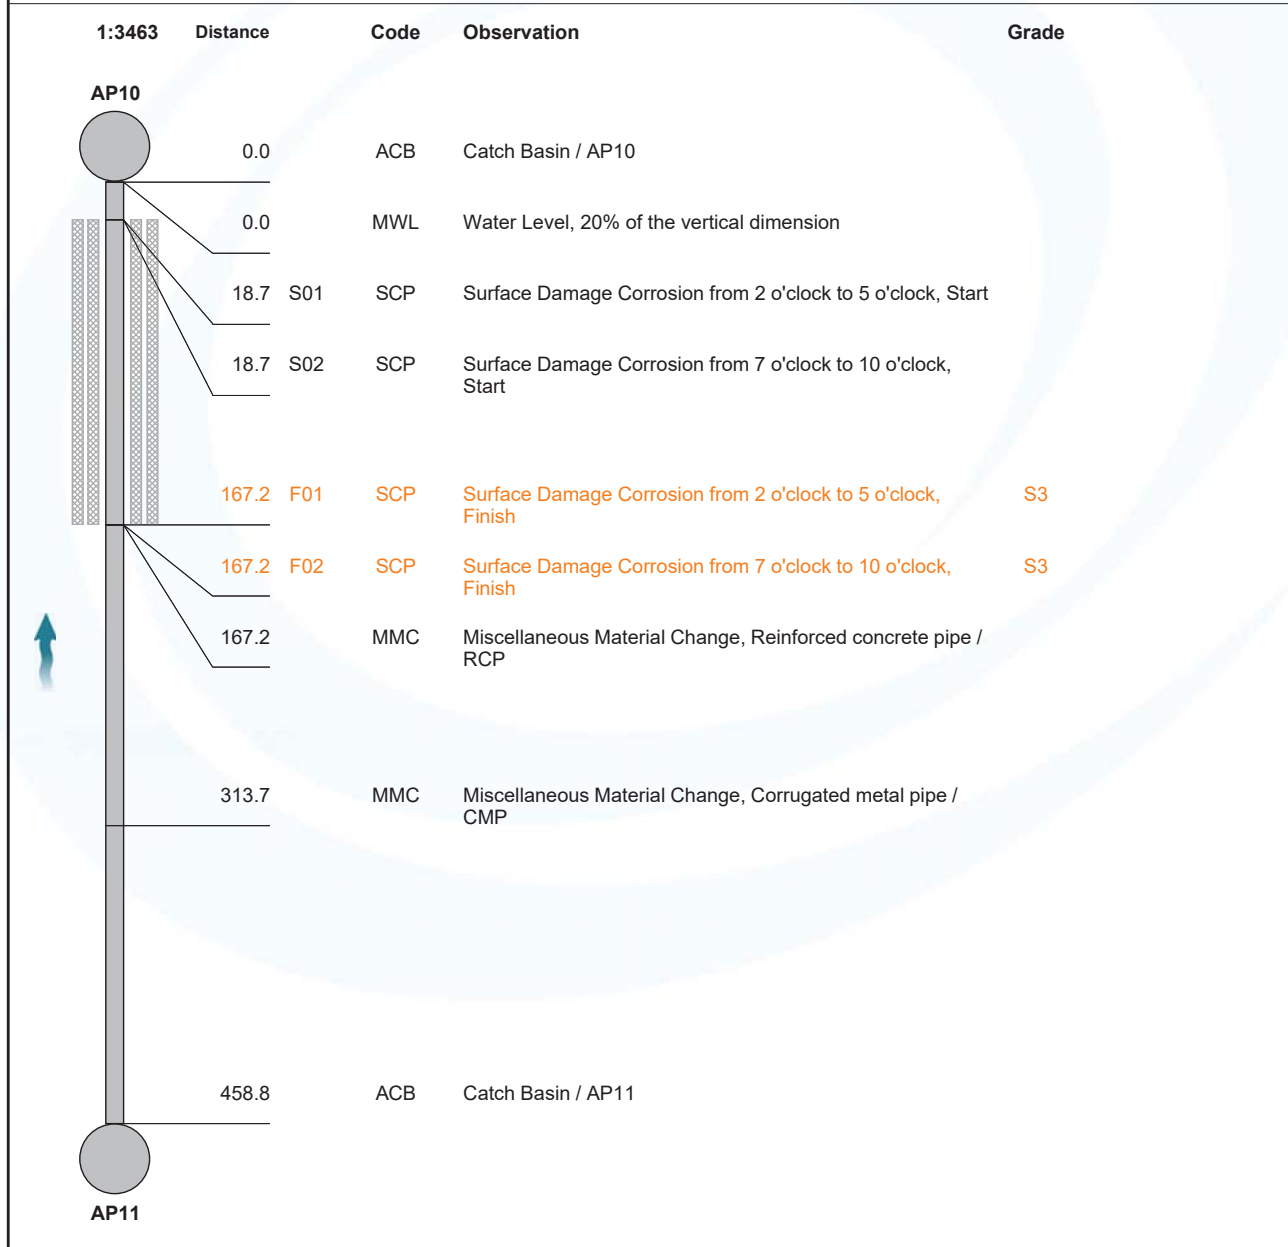 1:3463 Distance Code Observation Grade
AP10
0.0 ACB Catch Basin / AP10
0.0 MWL Water Level, 20% of the vertical dimension
18.7 S01 SCP Surface Damage Corrosion from 2 o'clock to 5 o'clock, Start
18.7 S02 SCP Surface Damage Corrosion from 7 o'clock to 10 o'clock,
Start
167.2 F01 SCP Surface Damage Corrosion from 2 o'clock to 5 o'clock, S3
Finish
167.2 F02 SCP Surface Damage Corrosion from 7 o'clock to 10 o'clock, S3
Finish
167.2 MMC Miscellaneous Material Change, Reinforced concrete pipe /
RCP
313.7 MMC Miscellaneous Material Change, Corrugated metal pipe /
CMP
458.8 ACB Catch Basin / AP11
AP11